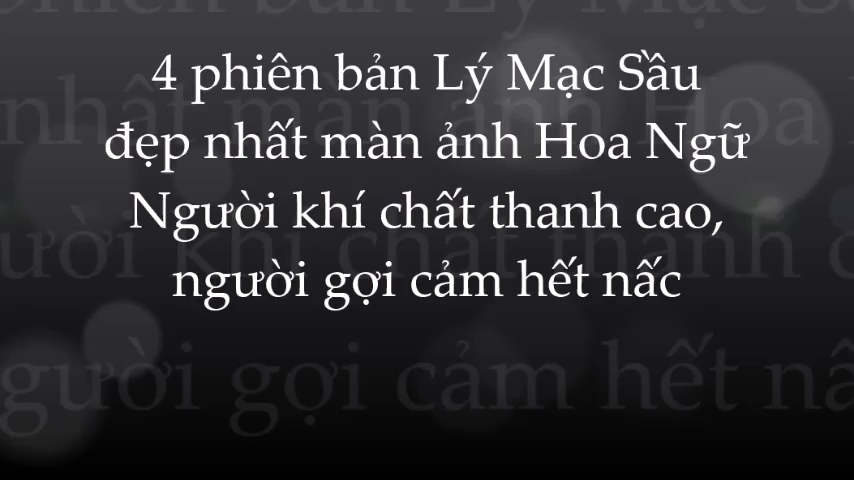 4 phiên bản Lý Mạc Sầu
đẹp nhất màn ảnh Hoa Ngữ
Người khí chất thanh cao,
người gợi cảm hết nấc